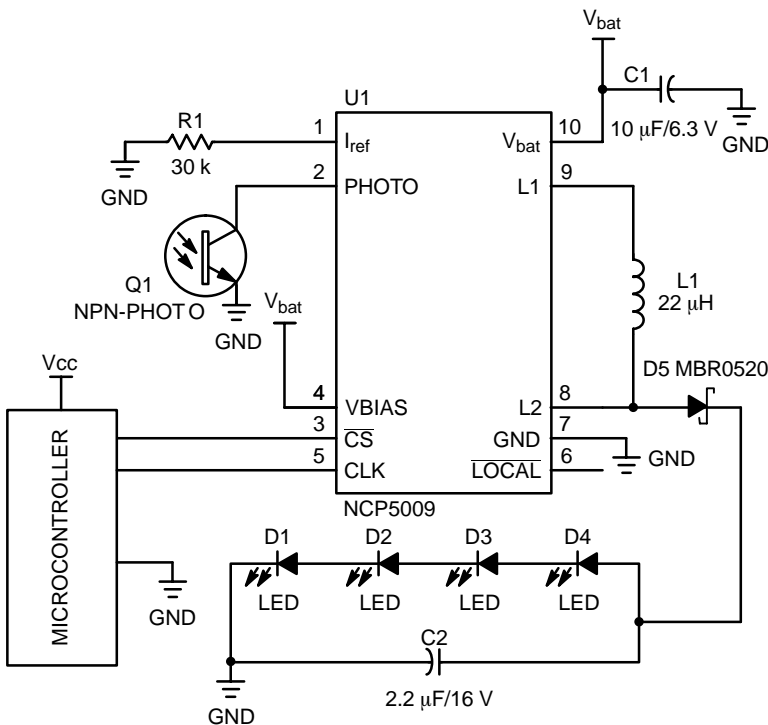 Vbat
C1
10 µF/6.3 V
GND
U1
R1
30 k
GND
1
Iref
2
PHOTO
10
Vbat
9
L1
Q1
NPN-PHOTO
GND
Vbat
L1
22 µH
D5 MBR0520
4
VBIAS
3
CS
5
CLK
8
L2
7
GND
6
LOCAL
GND
NCP5009
Vcc
MICROCONTROLLER
GND
D1
D2
D3
D4
LED
LED
LED
LED
C2
2.2 µF/16 V
GND